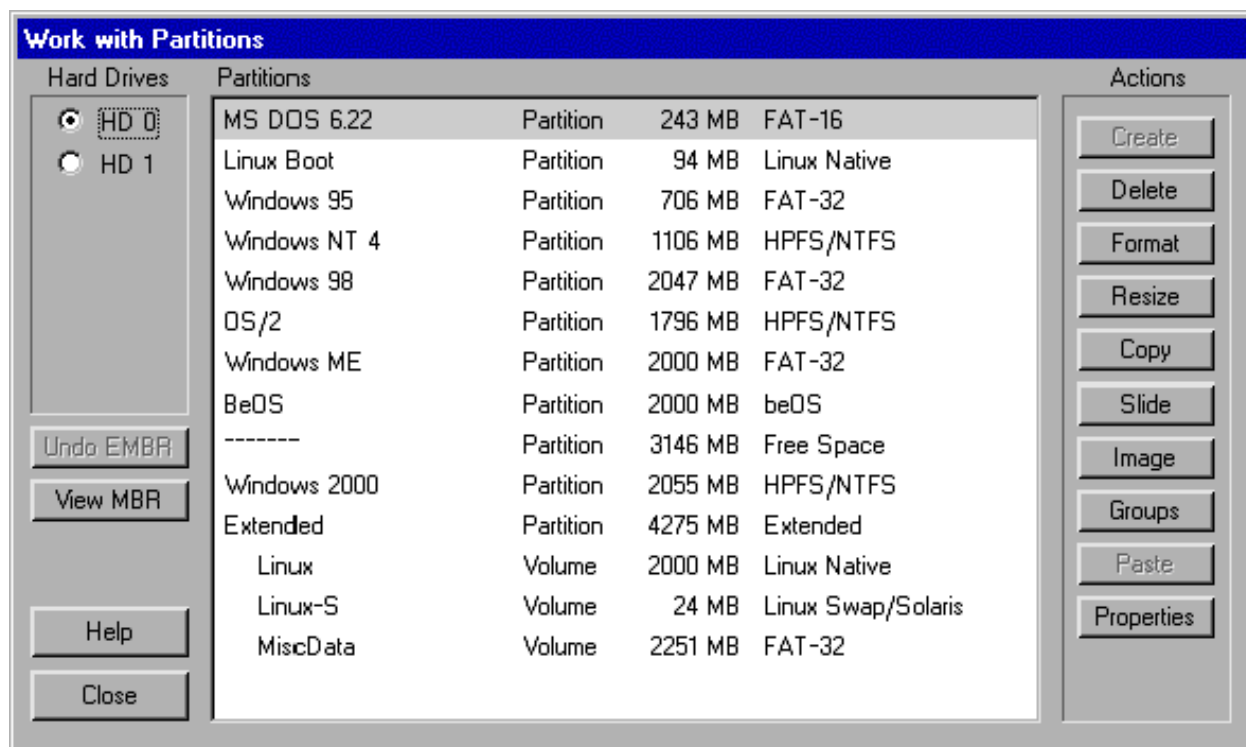 Work with Partitions
Hard Drives Partitions Actions
HD 0
HD 1
Undo EMBR
View MBR
Help
Close
MS DOS 6.22 Partition 243 MB FAT-16
Linux Boot Partition 94 MB Linux Native
Windows 95 Partition 706 MB FAT-32
Windows NT 4 Partition 1106 MB HPFS/NTFS
Windows 98 Partition 2047 MB FAT-32
OS/2 Partition 1796 MB HPFS/NTFS
Windows ME Partition 2000 MB FAT-32
BeOS Partition 2000 MB beOS
------- Partition 3146 MB Free Space
Windows 2000 Partition 2055 MB HPFS/NTFS
Extended Partition 4275 MB Extended
Linux Volume 2000 MB Linux Native
Linux-S Volume 24 MB Linux Swap/Solaris
MiscData Volume 2251 MB FAT-32
Create
Delete
Format
Resize
Copy
Slide
Image
Groups
Paste
Properties